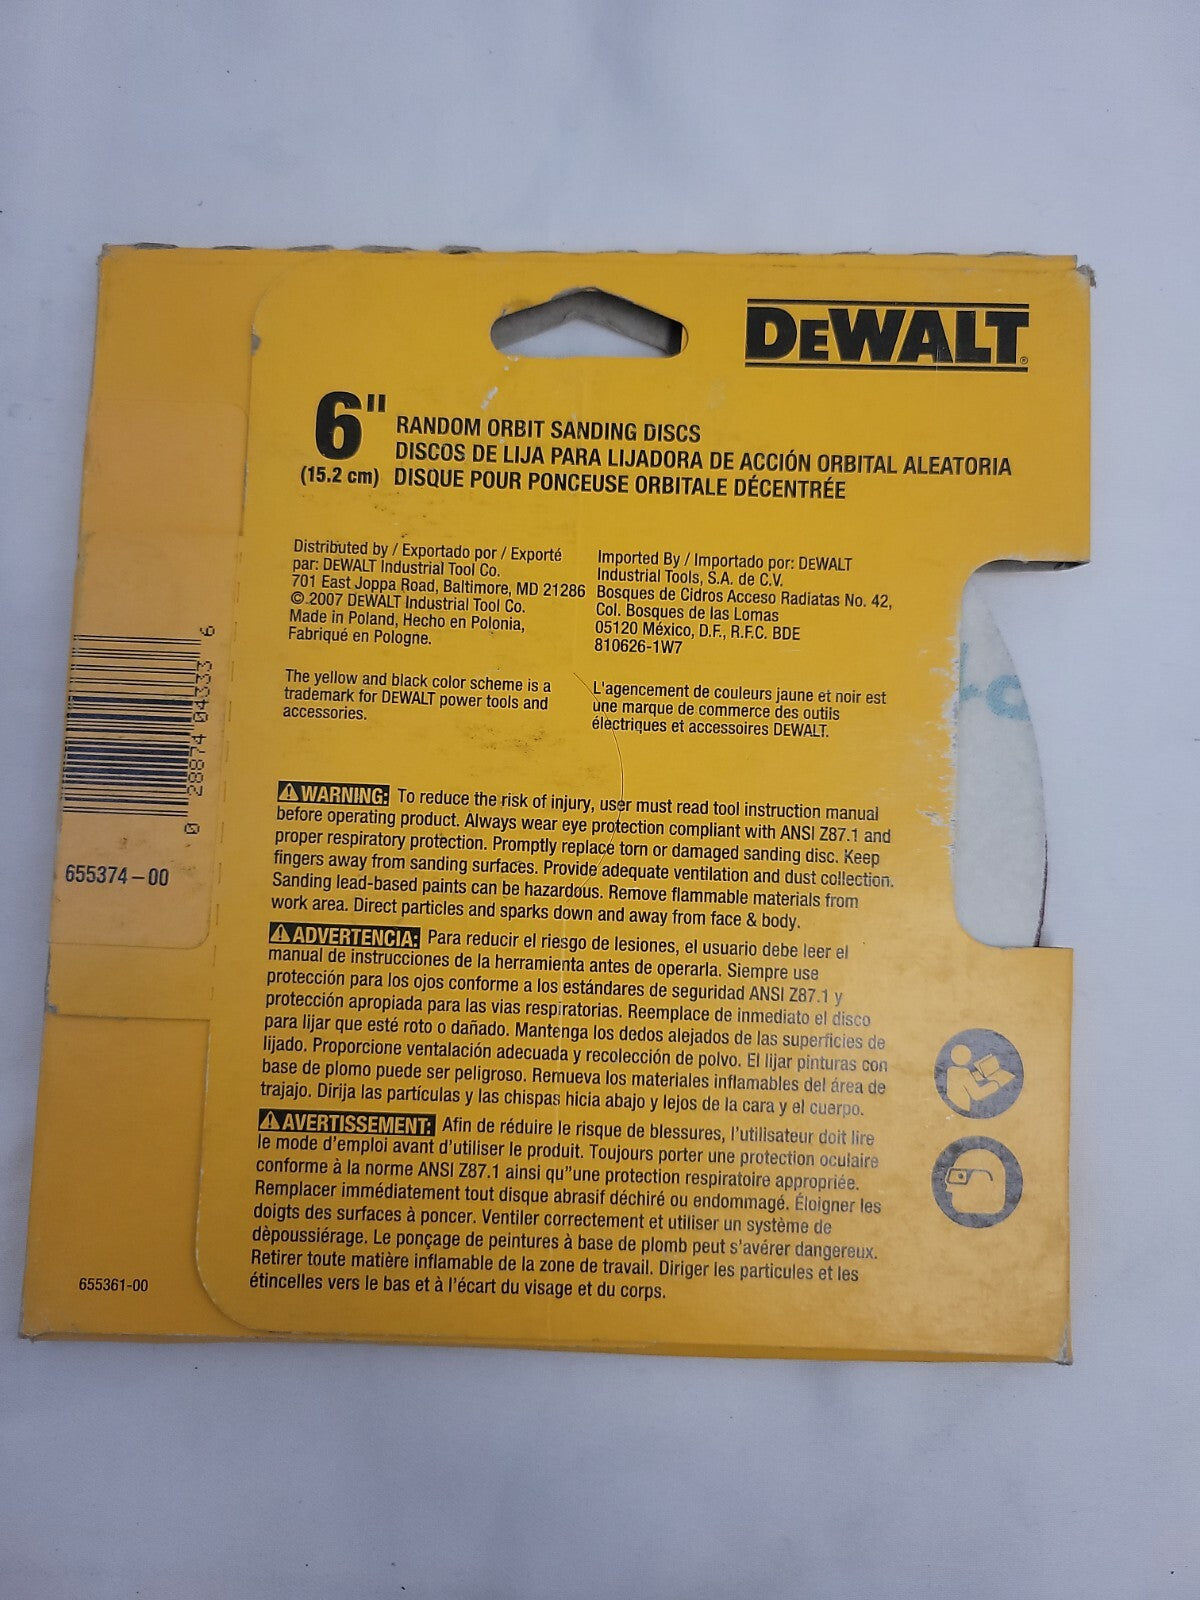 DEWALT®
6"
(15.2 cm)
RANDOM ORBIT SANDING DISCS
DISCOS DE LIJA PARA LIJADORA DE ACCIÓN ORBITAL ALEATORIA
DISQUE POUR PONCEUSE ORBITALE DÉCENTRÉE
Distributed by / Exportado por / Exporté
par: DEWALT Industrial Tool Co.
701 East Joppa Road, Baltimore, MD 21286
©.2007 DEWALT Industrial Tool Co.
Made in Poland, Hecho en Polonia,
Fabriqué en Pologne.
Imported By / Importado por: DEWALT
Industrial Tools, S.A. de C.V.
Bosques de Cidros Acceso Radiatas No. 42,
Col. Bosques de las Lomas
05120 México, D.F., R.F.C. BDE
810626-1W7
The yellow and black color scheme is a
trademark for DEWALT power tools and
accessories.
L'agencement de couleurs jaune et noir est
une marque de commerce des outils
électriques et accessoires DEWALT.
WARNING: To reduce the risk of injury, user must read tool instruction manual
before operating product. Always wear eye protection compliant with ANSI Z87.1 and
proper respiratory protection. Promptly replace torn or damaged sanding disc. Keep
fingers away from sanding surfaces. Provide adequate ventilation and dust collection.
Sanding lead-based paints can be hazardous. Remove flammable materials from
work area. Direct particles and sparks down and away from face & body.
ADVERTENCIA: Para reducir el riesgo de lesiones, el usuario debe leer el
manual de instrucciones de la herramienta antes de operarla. Siempre use
protección para los ojos conforme a los estándares de seguridad ANSI Z87.1 y
protección apropiada para las vias respiratorias. Reemplace de inmediato el disco
para lijar que esté roto o dañado. Mantenga los dedos alejados de las superficies de
lijado. Proporcione ventalación adecuada y recolección de polvo. El lijar pinturas con
base de plomo puede ser peligroso. Remueva los materiales inflamables del área de
trajajo. Dirija las partículas y las chispas hicia abajo y lejos de la cara y el cuerpo.
AVERTISSEMENT: Afin de réduire le risque de blessures, l'utilisateur doit lire
le mode d'emploi avant d'utiliser le produit. Toujours porter une protection oculaire
conforme à la norme ANSI Z87.1 ainsi qu"une protection respiratoire appropriée.
Remplacer immédiatement tout disque abrasif déchiré ou endommagé. Éloigner les
doigts des surfaces à poncer. Ventiler correctement et utiliser un système de
dèpoussiérage. Le ponçage de peintures à base de plomb peut s'avérer dangereux.
Retirer toute matière inflamable de la zone de travail. Diriger les particules et les
étincelles vers le bas et à l'écart du visage et du corps.
0 28874 04333 6
655374-00
655361-00